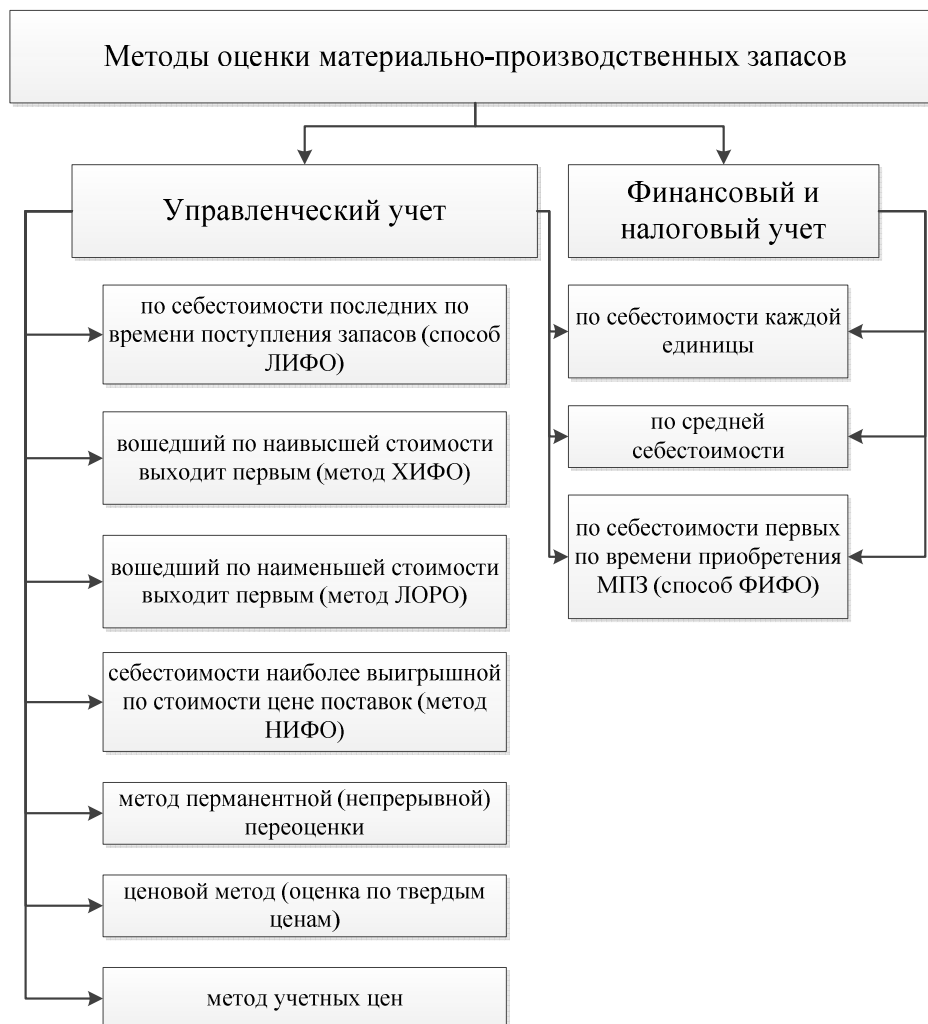 Методы оценки материально-производственных запасов
Управленческий учет
Финансовый и
налоговый учет
по себестоимости последних по
времени поступления запасов (способ
ЛИФО)
вошедший по наивысшей стоимости
выходит первым (метод ХИФО)
вошедший по наименьшей стоимости
выходит первым (метод ЛОРО)
себестоимости наиболее выигрышной
по стоимости цене поставок (метод
НИФО)
метод перманентной (непрерывной)
переоценки
ценовой метод (оценка по твердым
ценам)
метод учетных цен
по себестоимости каждой
единицы
по средней
себестоимости
по себестоимости первых
по времени приобретения
МПЗ (способ ФИФО)